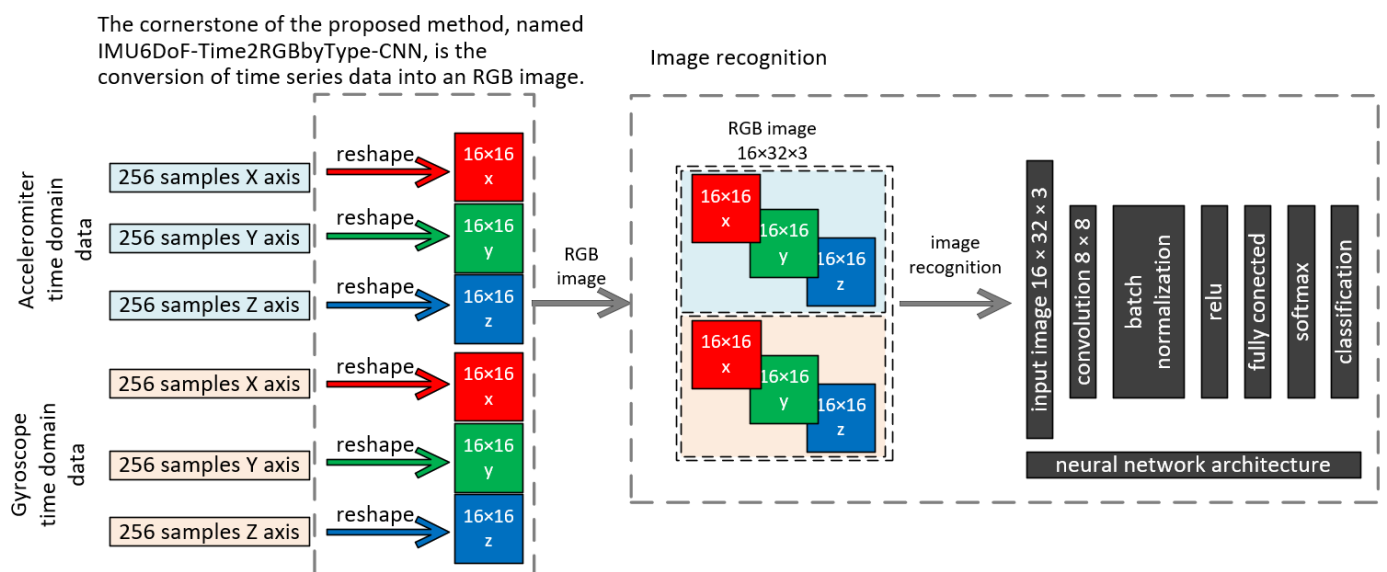 The cornerstone of the proposed method, named
IMU6DoF-Time2RGBbyType-CNN, is the
conversion of time series data into an RGB image.
Acceleromiter
time domain
data
256 samples X axis
reshape
16×16
x
256 samples Y axis
reshape
16×16
y
256 samples Z axis
reshape
16×16
z
Gyroscope
time domain
data
256 samples X axis
reshape
16×16
x
256 samples Y axis
reshape
16×16
y
256 samples Z axis
reshape
16×16
z
RGB
image
Image recognition
RGB image
16×32×3
16×16
x
16×16
y
16×16
z
16×16
x
16×16
y
16×16
z
image
recognition
input image 16 × 32 × 3
convolution 8 × 8
batch
normalization
relu
fully conected
softmax
classification
neural network architecture